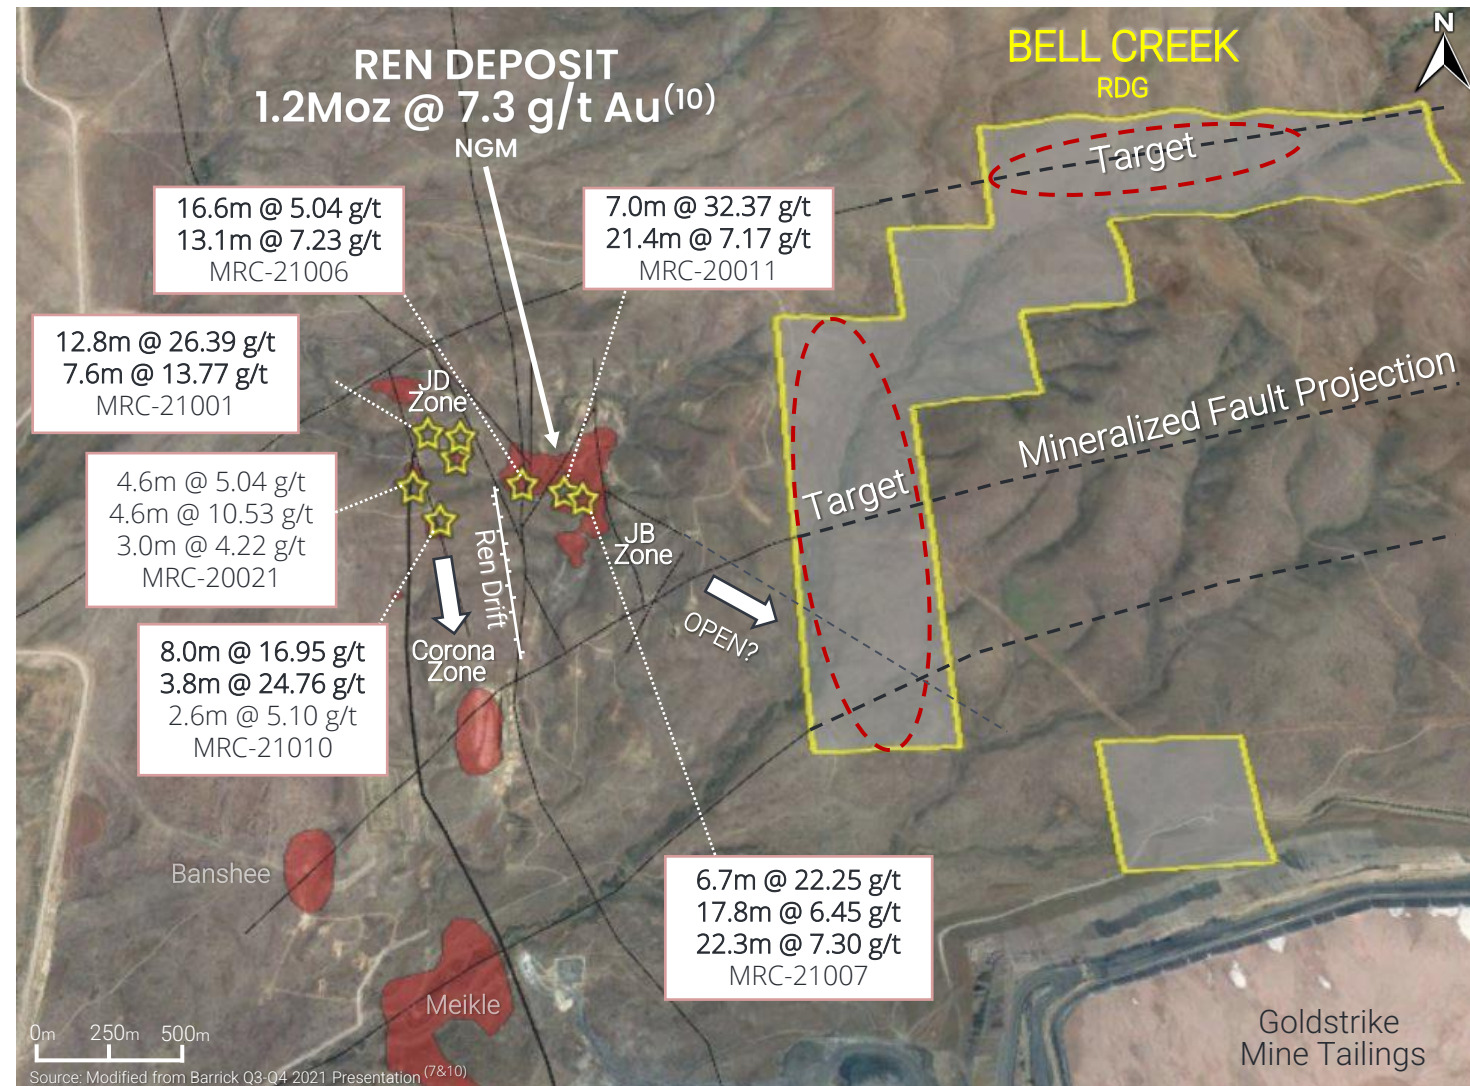 N
BELL CREEK
RDG
REN DEPOSIT
1.2Moz @ 7.3 g/t Au(10)
NGM
Target
16.6m @ 5.04 g/t
13.1m @ 7.23 g/t
MRC-21006
7.0m @ 32.37 g/t
21.4m @ 7.17 g/t
MRC-20011
12.8m @ 26.39 g/t
7.6m @ 13.77 g/t
MRC-21001
JD
Zone
Mineralized Fault Projection
4.6m @ 5.04 g/t
4.6m @ 10.53 g/t
3.0m @ 4.22 g/t
MRC-20021
Target
Ren Drift
JB
Zone
OPEN?
8.0m @ 16.95 g/t
3.8m @ 24.76 g/t
2.6m @ 5.10 g/t
MRC-21010
Corona
Zone
Banshee
6.7m @ 22.25 g/t
17.8m @ 6.45 g/t
22.3m @ 7.30 g/t
MRC-21007
Meikle
Goldstrike
Mine Tailings
0m 250m 500m
Source: Modified from Barrick Q3-Q4 2021 Presentation (7&10)